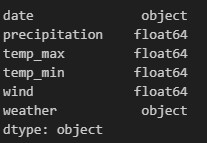 date object
precipitation float64
temp_max float64
temp_min float64
wind float64
weather object
dtype: object